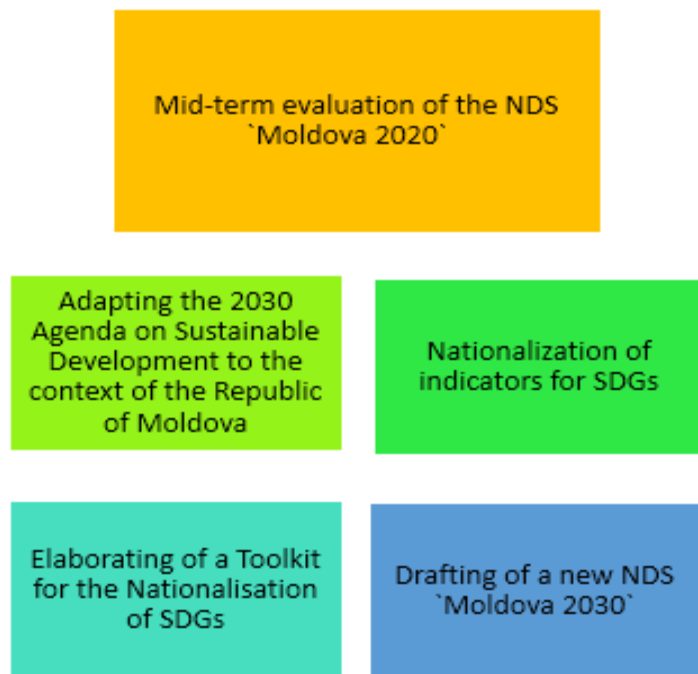 Mid-term evaluation of the NDS
`Moldova 2020`
Adapting the 2030
Agenda on Sustainable
Development to the
context of the Republic
of Moldova
Nationalization of
indicators for SDGs
Elaborating of a Toolkit
for the Nationalisation
of SDGs
Drafting of a new NDS
`Moldova 2030`